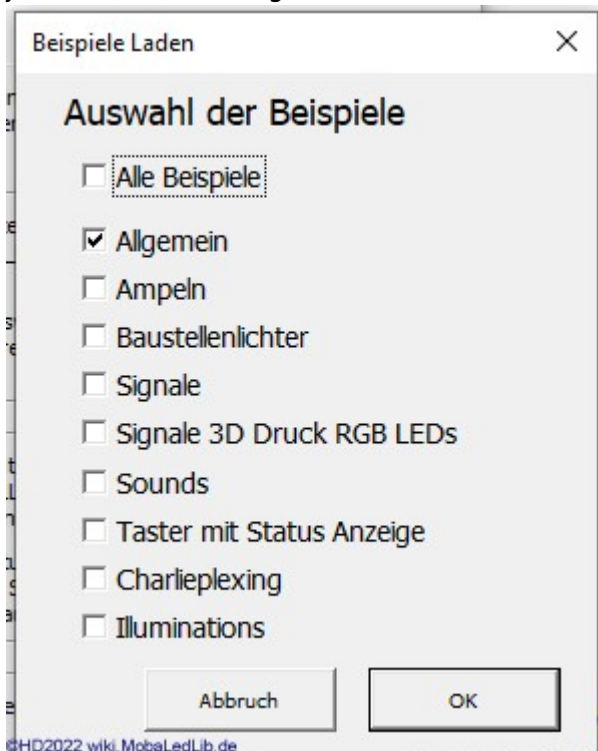 Beispiele Laden
Auswahl der Beispiele
Alle Beispiele
Allgemein
Ampeln
Baustellenlichter
Signale
Signale 3D Druck RGB LEDs
Sounds
Taster mit Status Anzeige
Charlieplexing
Illuminations
Abbruch OK
©HD2022 wiki.MobaLedLib.de